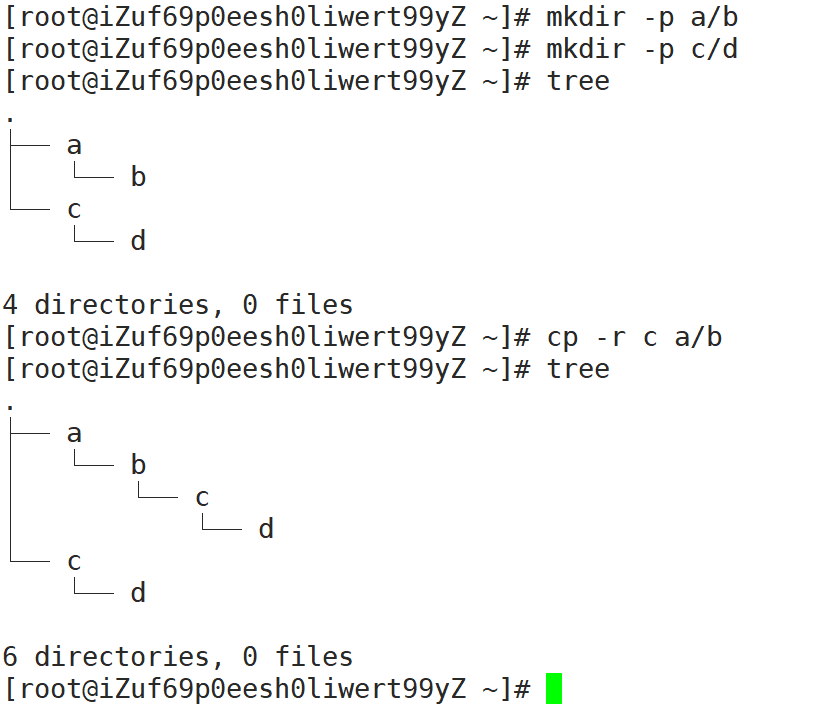 [root@iZuf69p0eesh0liwert99yZ ~]# mkdir -p a/b
[root@iZuf69p0eesh0liwert99yZ ~]# mkdir -p c/d
[root@iZuf69p0eesh0liwert99yZ ~]# tree
.
├── a
│   └── b
└── c
    └── d

4 directories, 0 files
[root@iZuf69p0eesh0liwert99yZ ~]# cp -r c a/b
[root@iZuf69p0eesh0liwert99yZ ~]# tree
.
├── a
│   └── b
│       └── c
│           └── d
└── c
    └── d

6 directories, 0 files
[root@iZuf69p0eesh0liwert99yZ ~]#